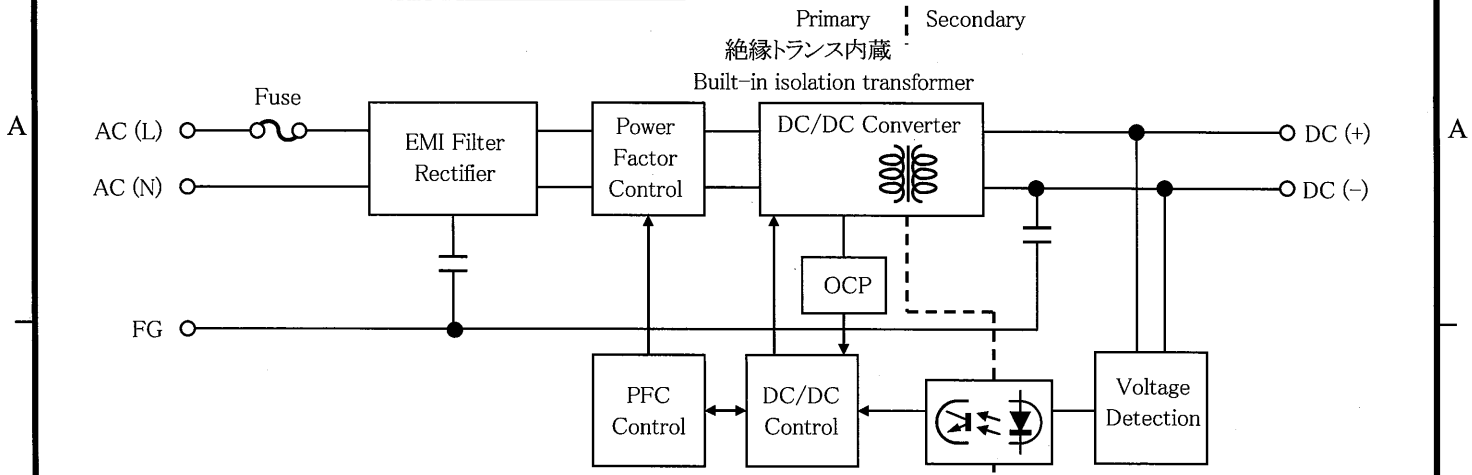 Primary
Secondary
絶縁トランス内蔵
Built-in isolation transformer
Fuse
A
AC (L)
EMI Filter
Rectifier
Power
Factor
Control
DC/DC Converter
DC (+)
A
AC (N)
DC (-)
OCP
FG
PFC
Control
DC/DC
Control
Voltage
Detection